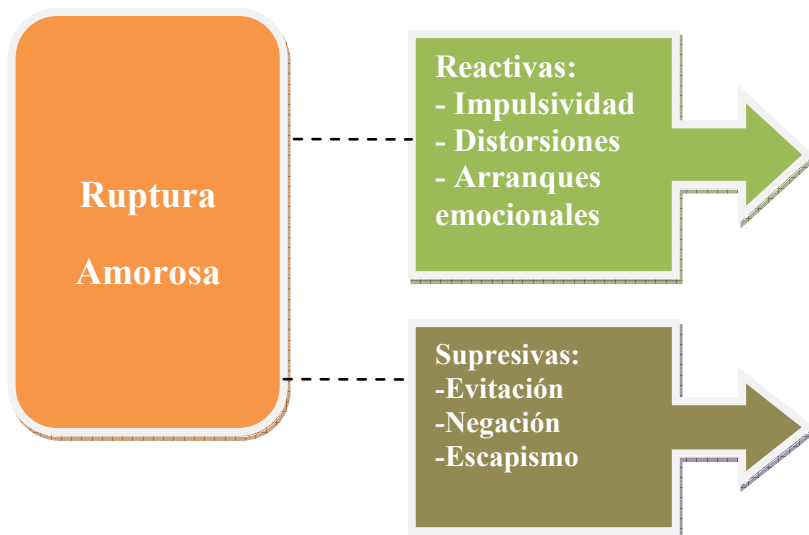 Ruptura
Amorosa
Reactivas:
- Impulsividad
- Distorsiones
- Arranques
emocionales
Supresivas:
-Evitación
-Negación
-Escapismo